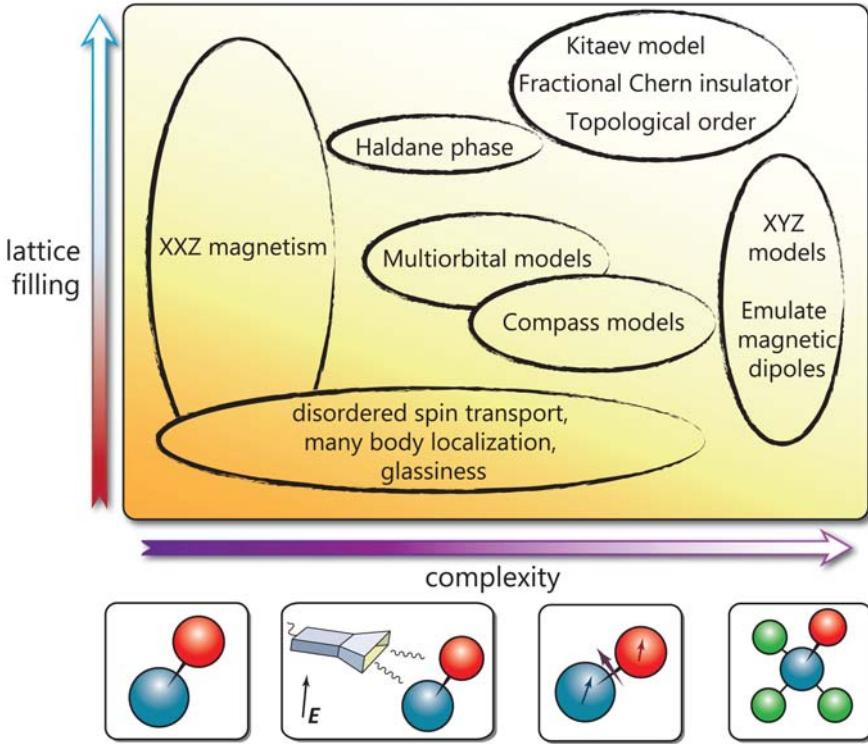 Kitaev model
Fractional Chern insulator
Topological order
Haldane phase
XXZ magnetism
Multiorbital models
Compass models
XYZ
models
Emulate
magnetic
dipoles
disordered spin transport,
many body localization,
glassiness
lattice
filling
complexity
E